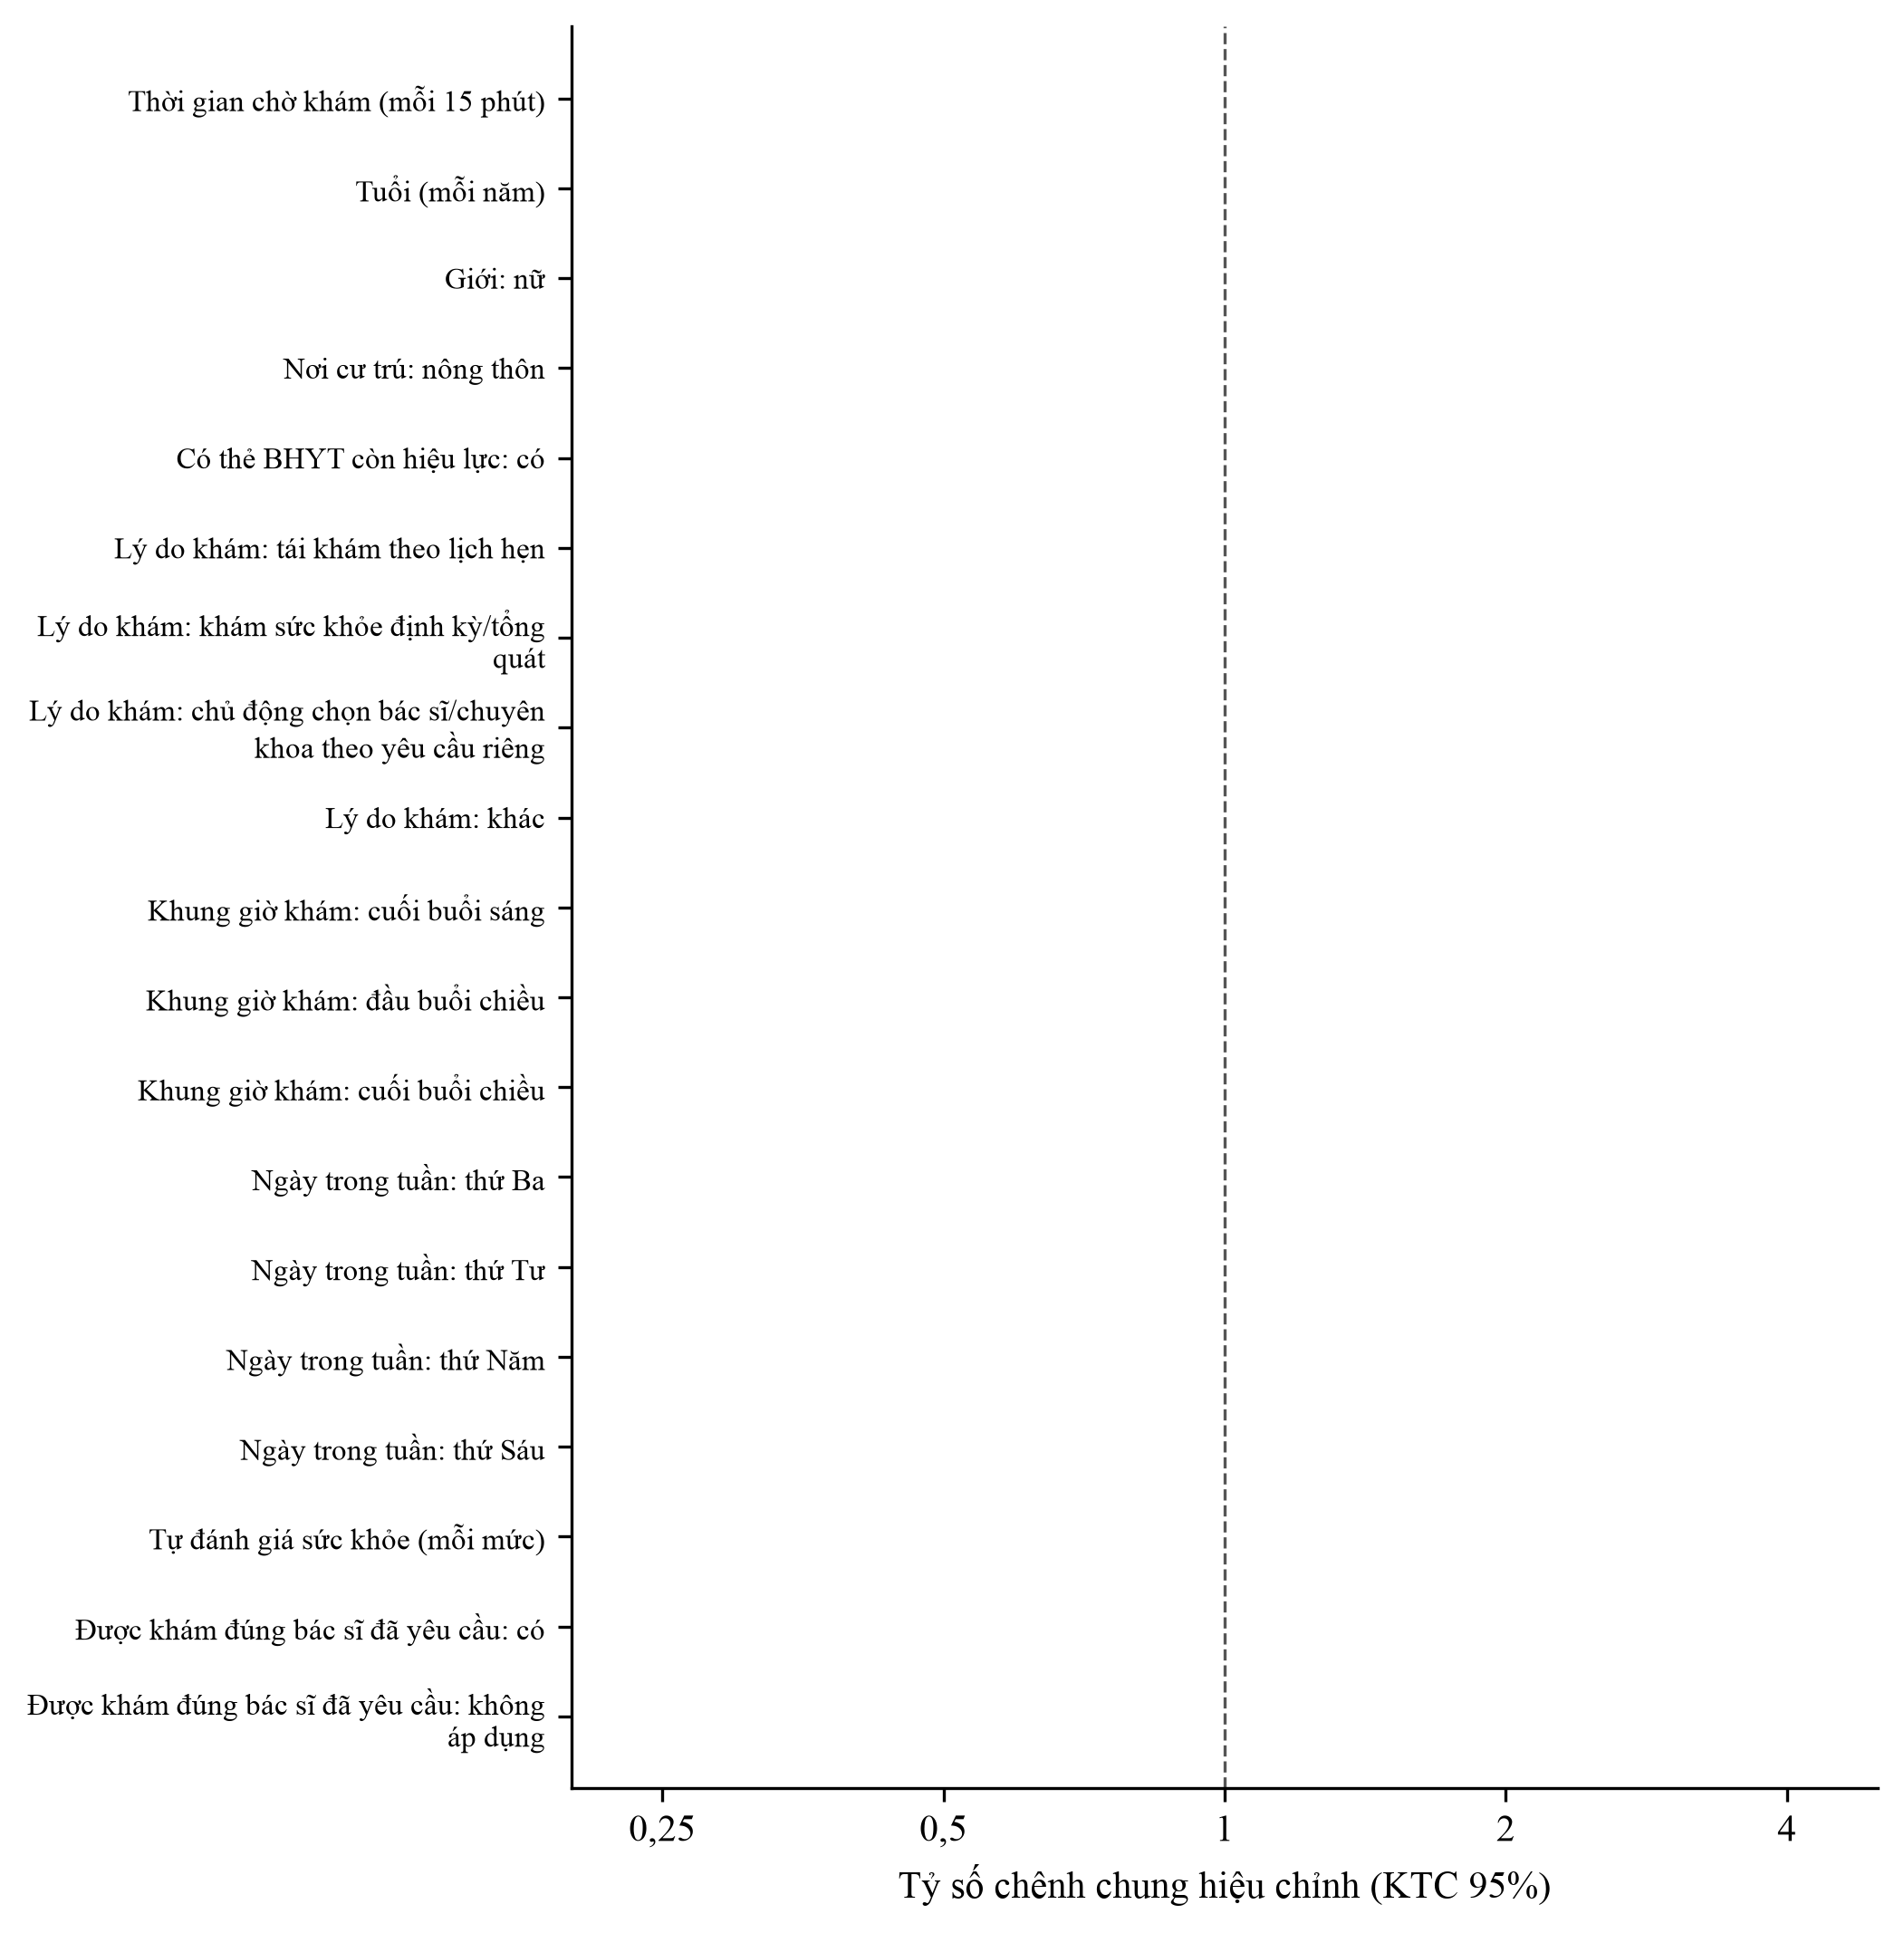 Thời gian chờ khám (mỗi 15 phút)
Tuổi (mỗi năm)
Giới: nữ
Nơi cư trú: nông thôn
Có thẻ BHYT còn hiệu lực: có
Lý do khám: tái khám theo lịch hẹn
Lý do khám: khám sức khỏe định kỳ/tổng
quát
Lý do khám: chủ động chọn bác sĩ/chuyên
khoa theo yêu cầu riêng
Lý do khám: khác
Khung giờ khám: cuối buổi sáng
Khung giờ khám: đầu buổi chiều
Khung giờ khám: cuối buổi chiều
Ngày trong tuần: thứ Ba
Ngày trong tuần: thứ Tư
Ngày trong tuần: thứ Năm
Ngày trong tuần: thứ Sáu
Tự đánh giá sức khỏe (mỗi mức)
Được khám đúng bác sĩ đã yêu cầu: có
Được khám đúng bác sĩ đã yêu cầu: không
áp dụng
0,25 0,5 1 2 4
Tỷ số chênh chung hiệu chỉnh (KTC 95%)